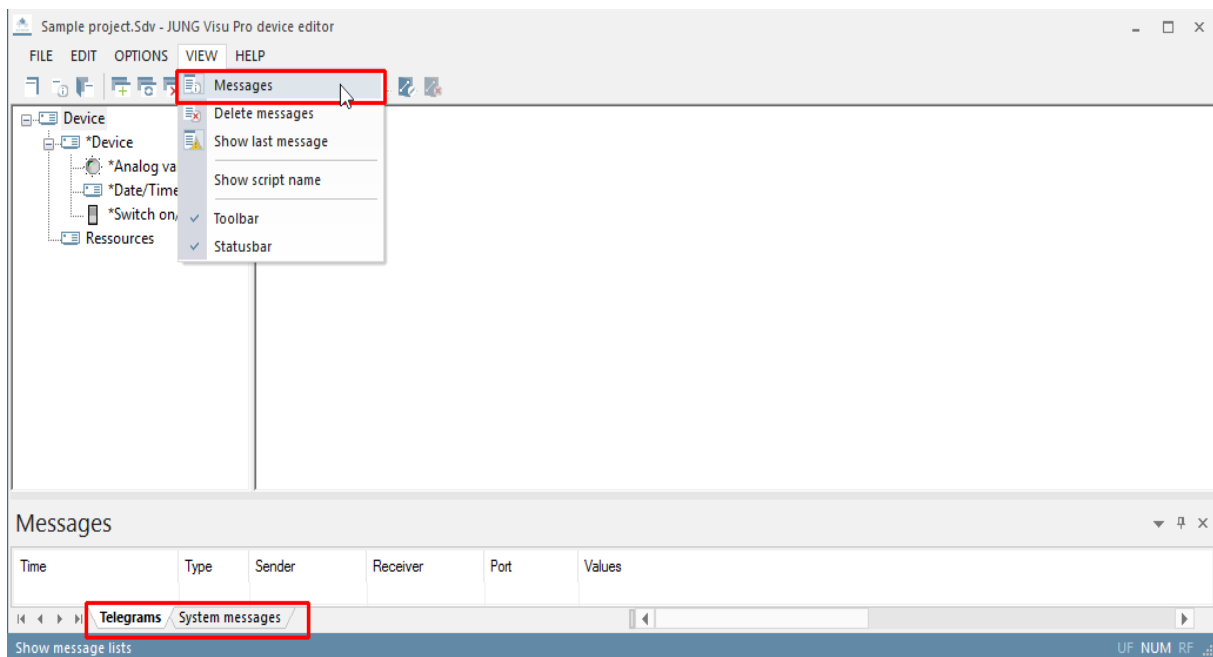 Sample project.Sdv - JUNG Visu Pro device editor
FILE EDIT OPTIONS VIEW HELP
Messages
Delete messages
Show last message
Show script name
Toolbar
Statusbar
Device
*Device
*Analog va
*Date/Time
*Switch on/
Ressources
Messages
Time Type Sender Receiver Port Values
Telegrams System messages
Show message lists UF NUM RF